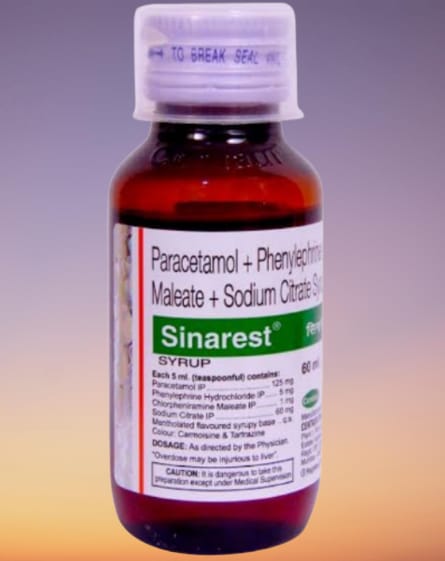 TO BREAK SEAL
Paracetamol + Phenylephrine
Maleate + Sodium Citrate
Sinarest®
SYRUP
60 ml
Each 5 ml. (teaspoonful) contains:
Paracetamol IP ........................ 125 mg
Phenylephrine Hydrochloride IP ..... 5 mg
Chlorpheniramine Maleate IP ...... 1 mg
Sodium Citrate IP .................... 60 mg
Mentholated flavoured syrupy base .. q.s.
Colour: Carmoisine & Tartrazine
DOSAGE: As directed by the Physician.
"Overdose may be injurious to liver".
CAUTION: It is dangerous to take this
preparation except under Medical Supervision